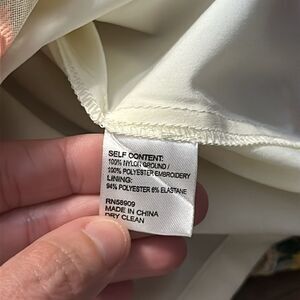 SELF CONTENT:
100% NYLON GROUND /
100% POLYESTER EMBROIDERY
LINING:
94% POLYESTER 6% ELASTANE
RN58909
MADE IN CHINA
DRY CLEAN